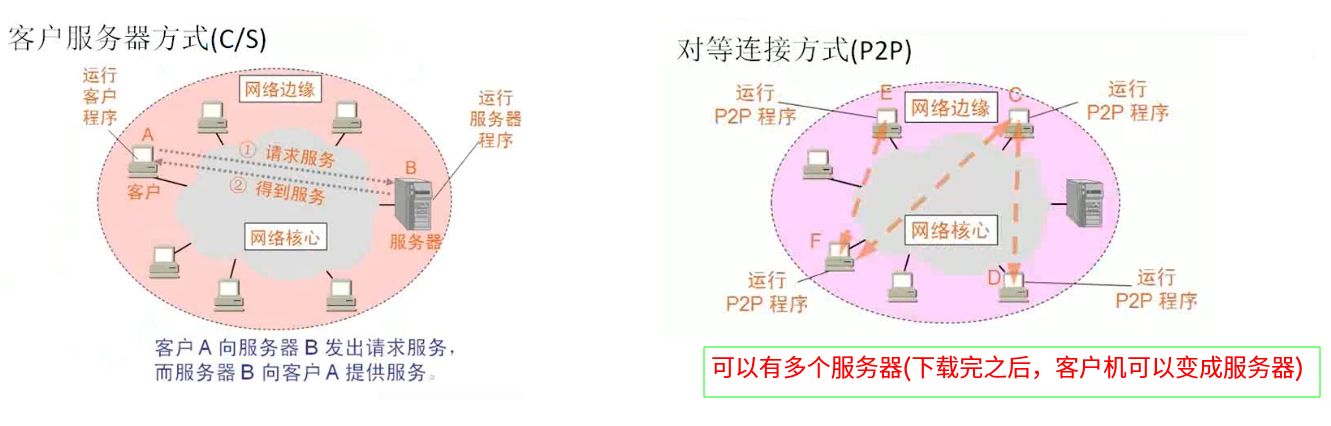 客户服务器方式(C/S)
运行
客户
程序
网络边缘
运行
服务器
程序
A
① 请求服务
B
② 得到服务
客户
网络核心
服务器
客户 A 向服务器 B 发出请求服务，
而服务器 B 向客户 A 提供服务。
对等连接方式(P2P)
运行
P2P 程序
E
网络边缘
C
运行
P2P 程序
网络核心
F
D
运行
P2P 程序
运行
P2P 程序
可以有多个服务器(下载完之后，客户机可以变成服务器)